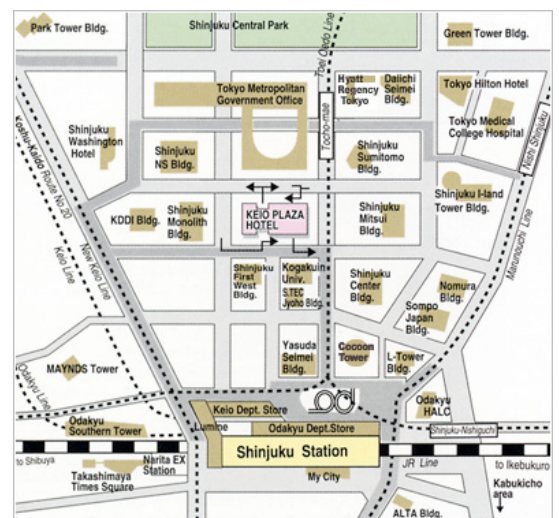 Park Tower Bldg.
Shinjuku Central Park
Green Tower Bldg.
Toei Oedo Line
Hyatt
Regency
Tokyo
Daiichi
Seimei
Bldg.
Tokyo Hilton Hotel
Tokyo Metropolitan
Government Office
Tocho-mae
Tokyo Medical
College Hospital
Nishi Shinjuku
Koshu-Kaido Route No.20
Shinjuku
Washington
Hotel
Shinjuku
NS Bldg.
Shinjuku
Sumitomo
Bldg.
Shinjuku I-land
Tower Bldg.
KDDI Bldg.
Shinjuku
Monolith
Bldg.
KEIO PLAZA
HOTEL
Shinjuku
Mitsui
Bldg.
Marunouchi Line
New Keio Line
Keio Line
Shinjuku
First
West
Bldg.
Kogakuin
Univ.
S.TEC
Jyoho Bldg.
Shinjuku
Center
Bldg.
Nomura
Bldg.
Sompo
Japan
Bldg.
Yasuda
Seimei
Bldg.
Cocoon
Tower
L-Tower
Bldg.
MAYNDS Tower
Odakyu Line
Odakyu
HALC
Keio Dept. Store
Lumine
Odakyu Dept.Store
Shinjuku-Nishiguchi
Odakyu
Southern Tower
Shinjuku Station
JR Line
to Shibuya
to Ikebukuro
Narita EX
Station
Takashimaya
Times Square
My City
Kabukicho
area
ALTA Bldg.